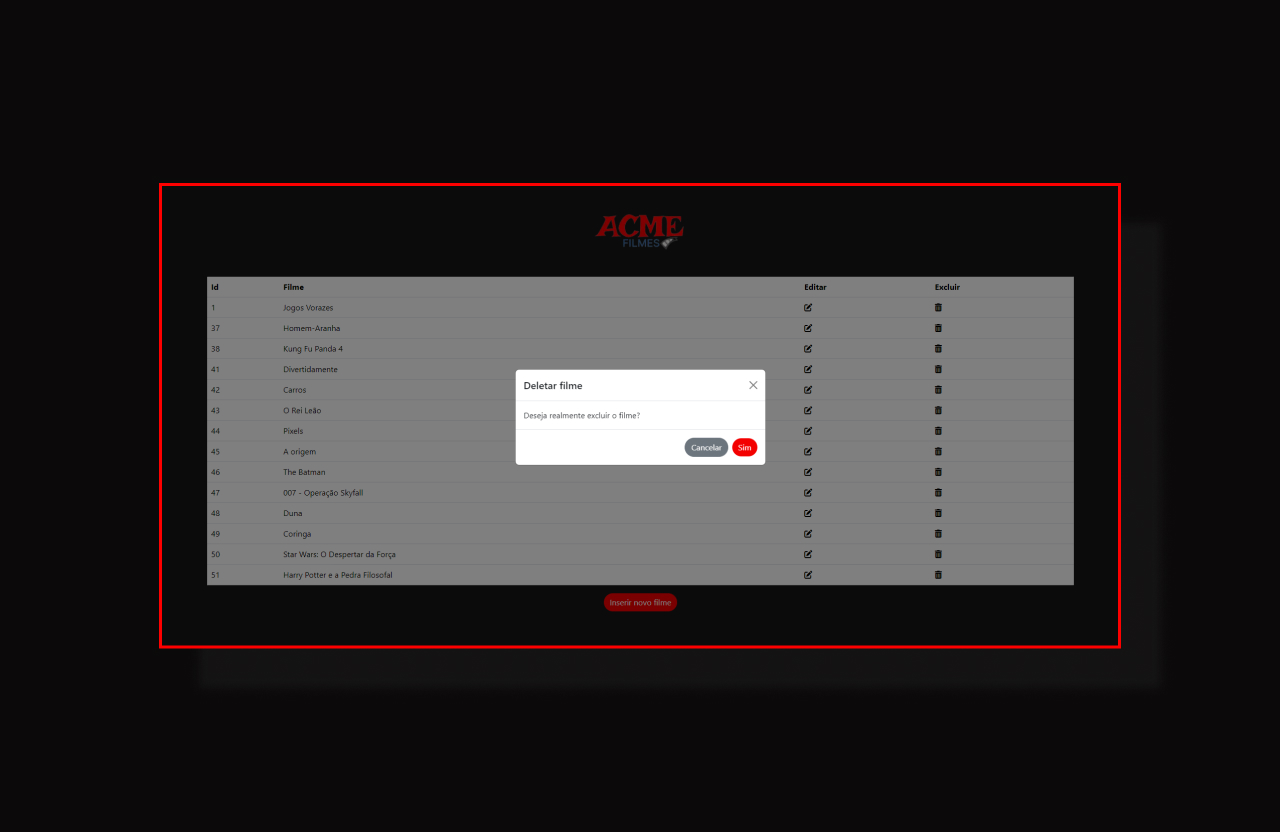 ACME
FILMES
Id Filme Editar Excluir
1 Jogos Vorazes
37 Homem-Aranha
38 Kung Fu Panda 4
41 Divertidamente
42 Carros
43 O Rei Leão
44 Pixels
45 A origem
46 The Batman
47 007 - Operação Skyfall
48 Duna
49 Coringa
50 Star Wars: O Despertar da Força
51 Harry Potter e a Pedra Filosofal
Deletar filme
Deseja realmente excluir o filme?
Cancelar Sim
Inserir novo filme